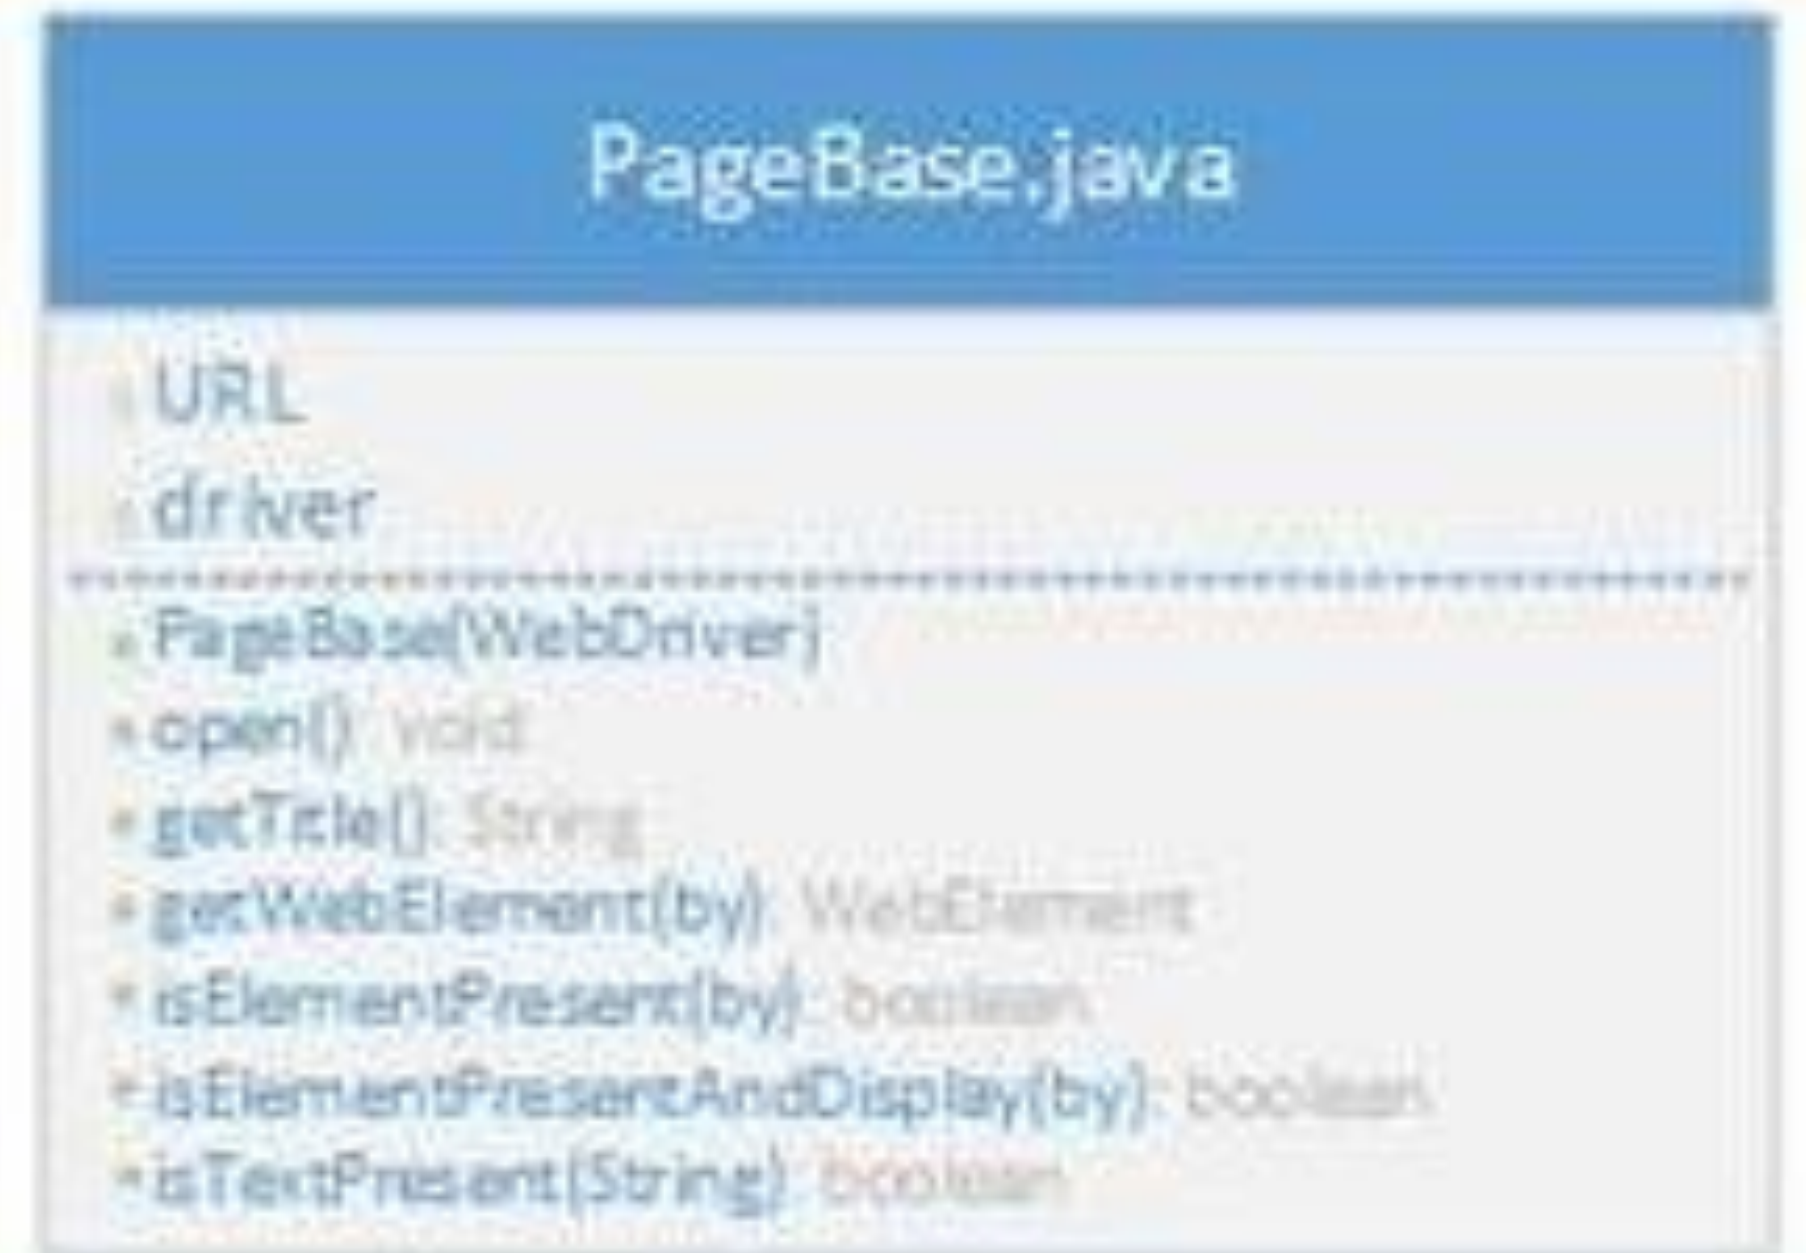 PageBase.java
URL
driver
PageBase(WebDriver)
open(): void
getTitle(): String
getWebElement(by): WebElement
isElementPresent(by): boolean
isElementPresentAndDisplay(by): boolean
isTextPresent(String): boolean